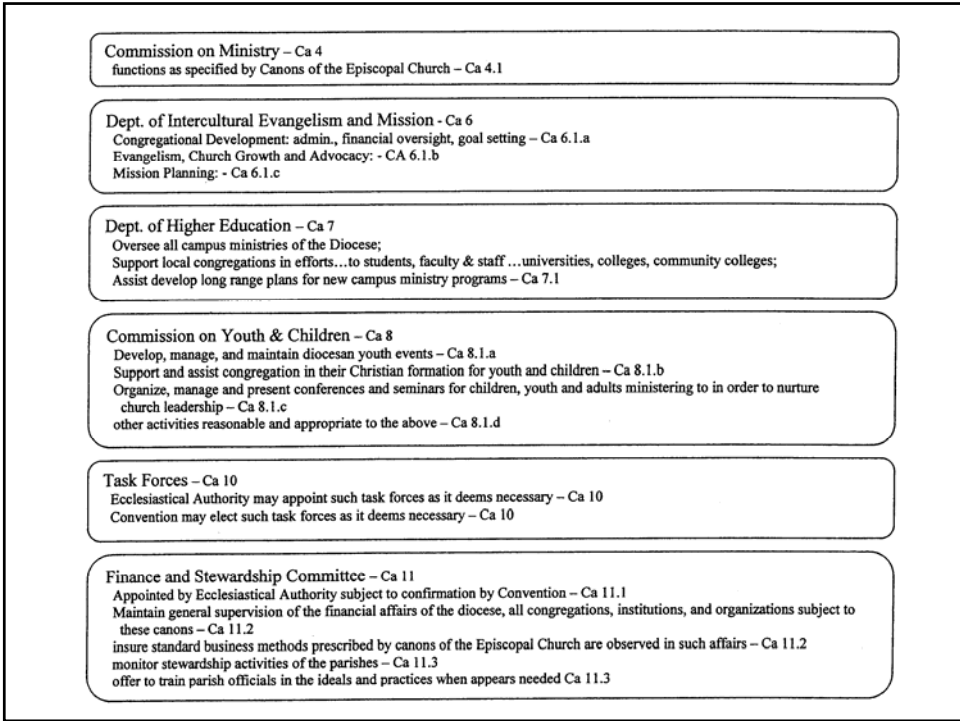 Commission on Ministry – Ca 4
functions as specified by Canons of the Episcopal Church – Ca 4.1
Dept. of Intercultural Evangelism and Mission - Ca 6
Congregational Development: admin., financial oversight, goal setting – Ca 6.1.a
Evangelism, Church Growth and Advocacy: - CA 6.1.b
Mission Planning: - Ca 6.1.c
Dept. of Higher Education – Ca 7
Oversee all campus ministries of the Diocese;
Support local congregations in efforts…to students, faculty & staff …universities, colleges, community colleges;
Assist develop long range plans for new campus ministry programs – Ca 7.1
Commission on Youth & Children – Ca 8
Develop, manage, and maintain diocesan youth events – Ca 8.1.a
Support and assist congregation in their Christian formation for youth and children – Ca 8.1.b
Organize, manage and present conferences and seminars for children, youth and adults ministering to in order to nurture
church leadership – Ca 8.1.c
other activities reasonable and appropriate to the above – Ca 8.1.d
Task Forces – Ca 10
Ecclesiastical Authority may appoint such task forces as it deems necessary – Ca 10
Convention may elect such task forces as it deems necessary – Ca 10
Finance and Stewardship Committee – Ca 11
Appointed by Ecclesiastical Authority subject to confirmation by Convention – Ca 11.1
Maintain general supervision of the financial affairs of the diocese, all congregations, institutions, and organizations subject to
these canons – Ca 11.2
insure standard business methods prescribed by canons of the Episcopal Church are observed in such affairs – Ca 11.2
monitor stewardship activities of the parishes – Ca 11.3
offer to train parish officials in the ideals and practices when appears needed Ca 11.3